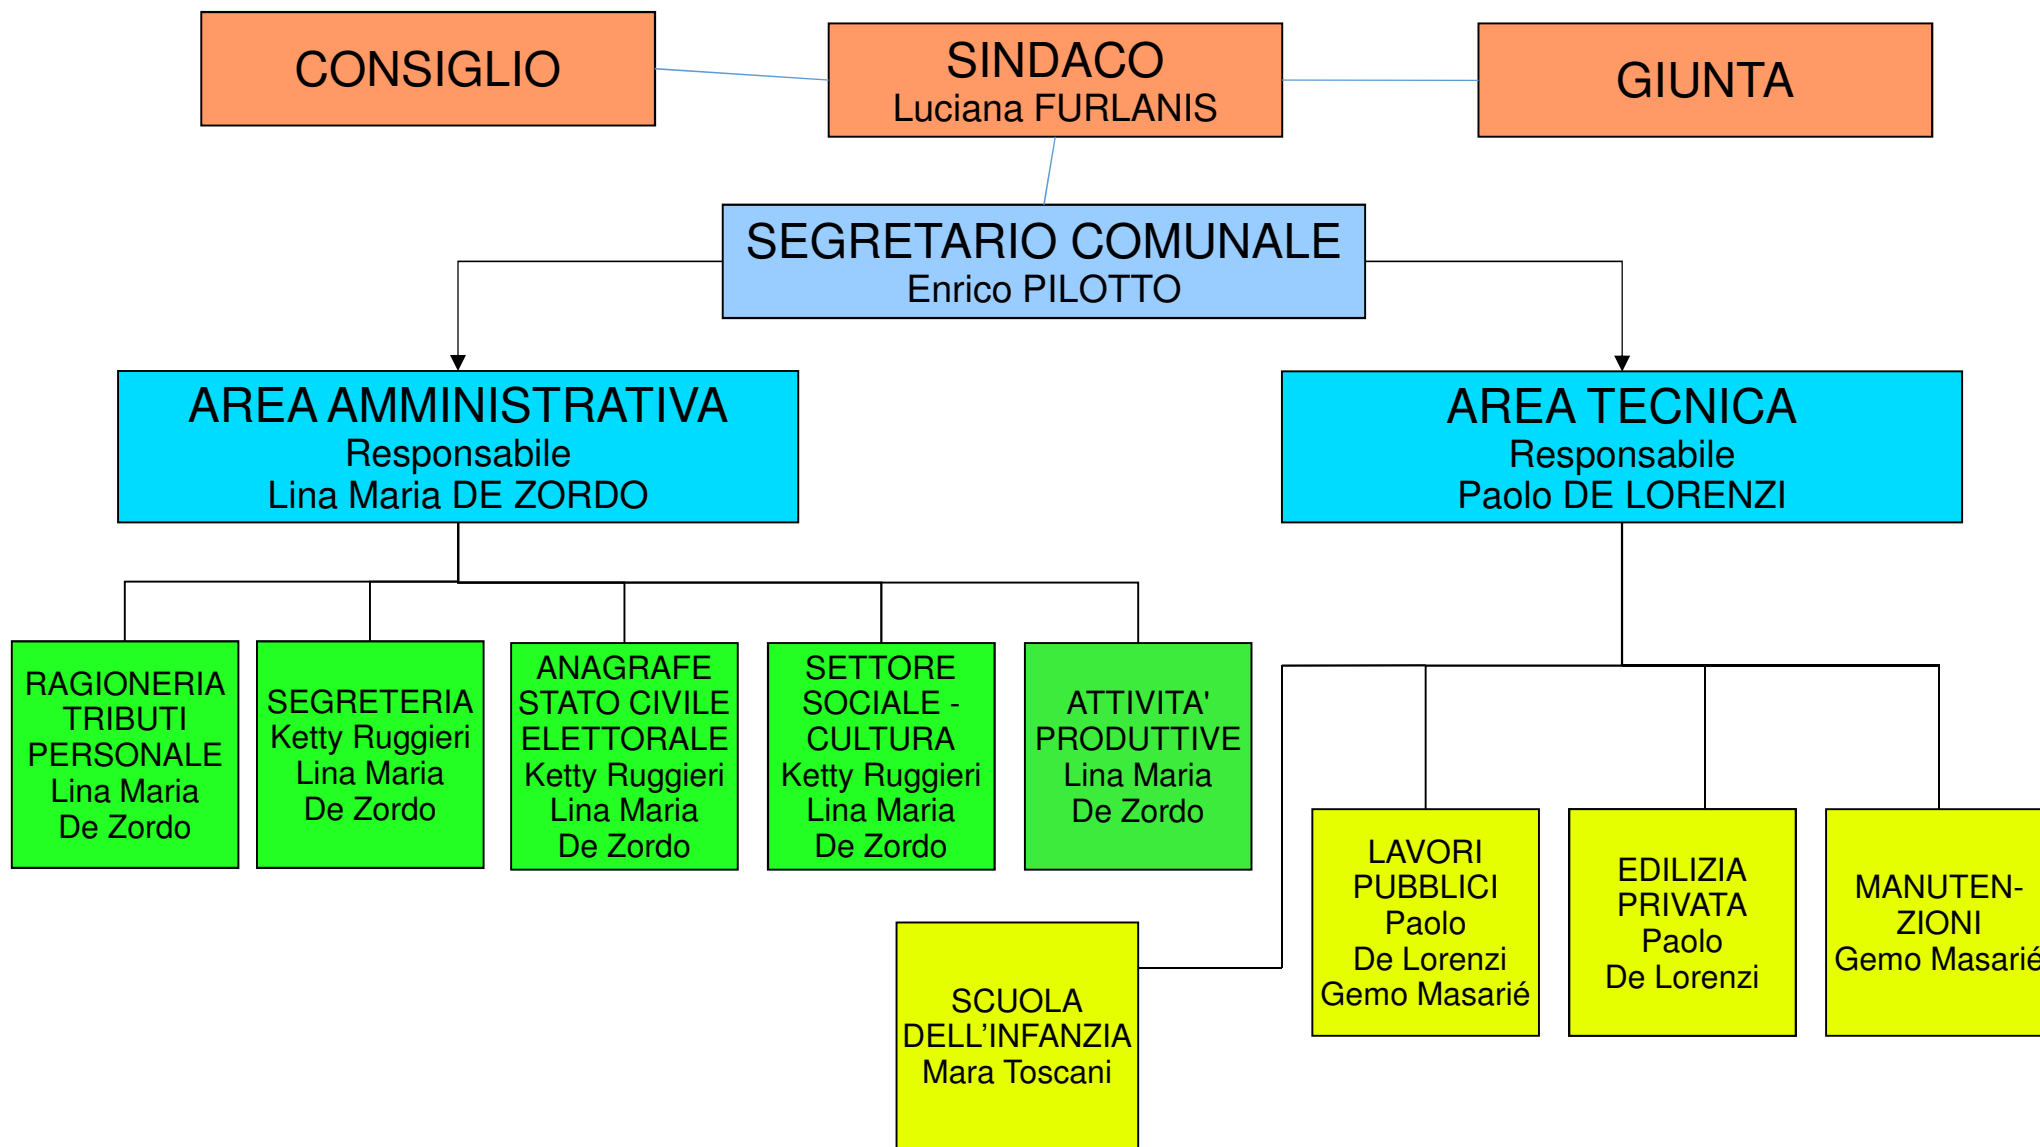 CONSIGLIO
SINDACO
Luciana FURLANIS
GIUNTA
SEGRETARIO COMUNALE
Enrico PILOTTO
AREA AMMINISTRATIVA
Responsabile
Lina Maria DE ZORDO
AREA TECNICA
Responsabile
Paolo DE LORENZI
RAGIONERIA
TRIBUTI
PERSONALE
Lina Maria
De Zordo
SEGRETERIA
Ketty Ruggieri
Lina Maria
De Zordo
ANAGRAFE
STATO CIVILE
ELETTORALE
Ketty Ruggieri
Lina Maria
De Zordo
SETTORE
SOCIALE -
CULTURA
Ketty Ruggieri
Lina Maria
De Zordo
ATTIVITA'
PRODUTTIVE
Lina Maria
De Zordo
SCUOLA
DELL’INFANZIA
Mara Toscani
LAVORI
PUBBLICI
Paolo
De Lorenzi
Gemo Masarié
EDILIZIA
PRIVATA
Paolo
De Lorenzi
MANUTEN-
ZIONI
Gemo Masarié